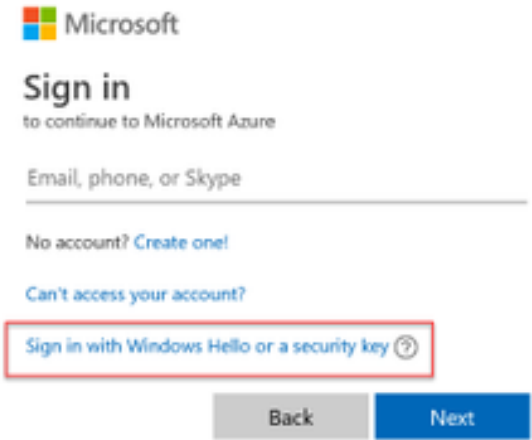 Microsoft
Sign in
to continue to Microsoft Azure
Email, phone, or Skype
No account? Create one!
Can't access your account?
Sign in with Windows Hello or a security key ?
Back
Next